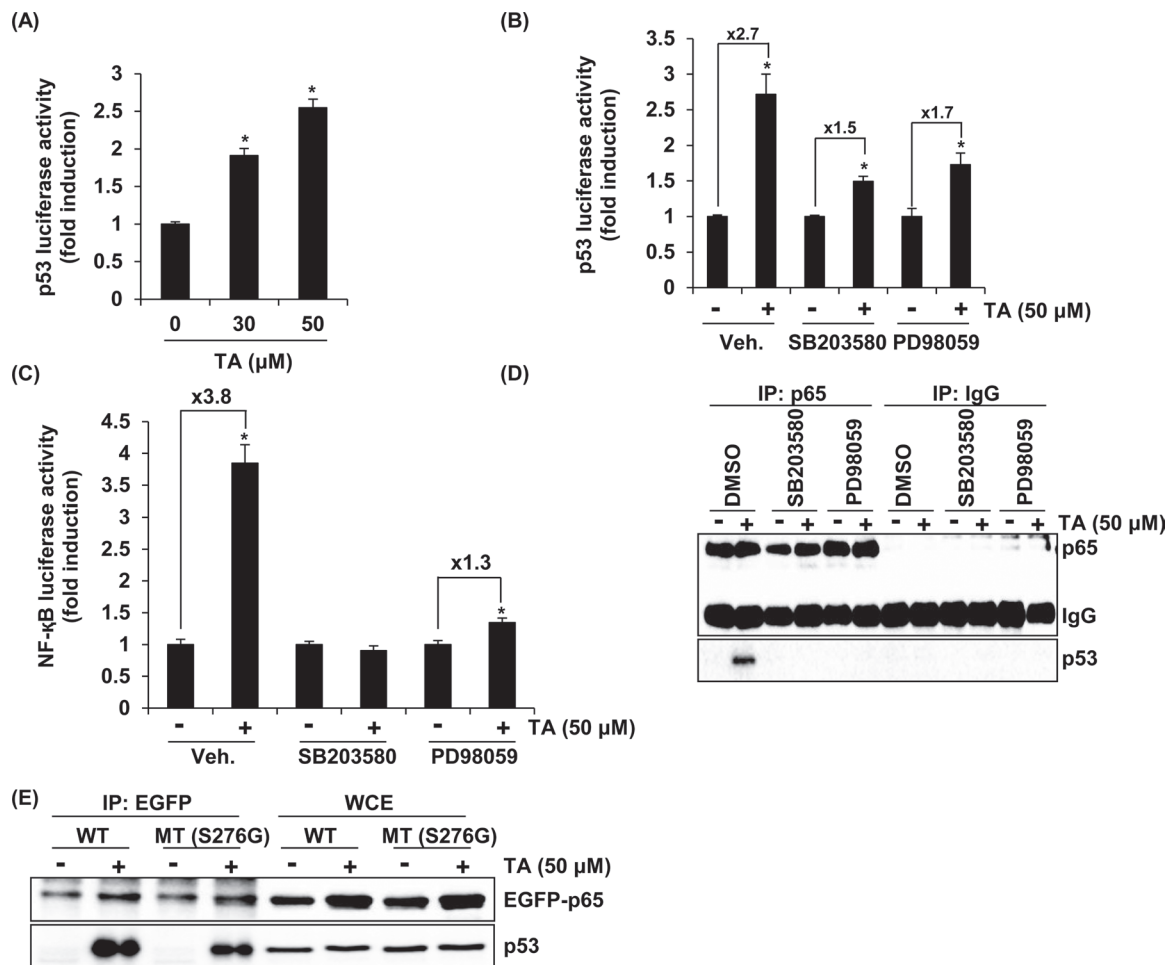 (A)
p53 luciferase activity
(fold induction)
3
2.5
2
1.5
1
0.5
0
*
*
0 30 50
TA (µM)
(B)
p53 luciferase activity
(fold induction)
3.5
3
2.5
2
1.5
1
0.5
0
x2.7
*
x1.5
*
x1.7
*
- + - + - + TA (50 µM)
Veh. SB203580 PD98059
(C)
NF-κB luciferase activity
(fold induction)
5
4.5
4
3.5
3
2.5
2
1.5
1
0.5
0
x3.8
*
x1.3
*
- + - + - + TA (50 µM)
Veh. SB203580 PD98059
(D)
IP: p65 IP: IgG
DMSO SB203580 PD98059 DMSO SB203580 PD98059
- + - + - + - + - + - + TA (50 µM)
p65
IgG
p53
(E)
IP: EGFP WCE
WT MT (S276G) WT MT (S276G)
- + - + - + - + TA (50 µM)
EGFP-p65
p53